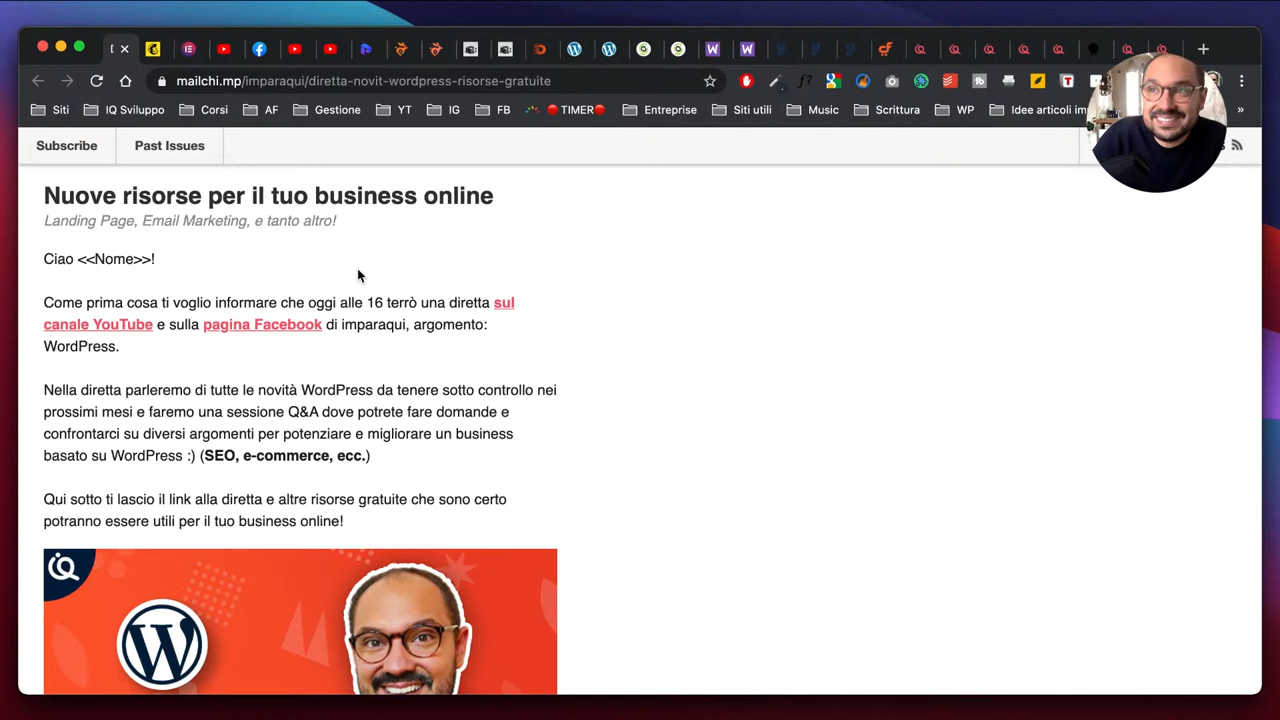 mailchi.mp/imparaqui/diretta-novit-wordpress-risorse-gratuite
Siti IQ Sviluppo Corsi AF Gestione YT IG FB TIMER Entreprise Siti utili Music Scrittura WP Idee articoli im »
Subscribe Past Issues
Nuove risorse per il tuo business online
Landing Page, Email Marketing, e tanto altro!
Ciao <<Nome>>!
Come prima cosa ti voglio informare che oggi alle 16 terrò una diretta sul
canale YouTube e sulla pagina Facebook di imparaqui, argomento:
WordPress.
Nella diretta parleremo di tutte le novità WordPress da tenere sotto controllo nei
prossimi mesi e faremo una sessione Q&A dove potrete fare domande e
confrontarci su diversi argomenti per potenziare e migliorare un business
basato su WordPress :) (SEO, e-commerce, ecc.)
Qui sotto ti lascio il link alla diretta e altre risorse gratuite che sono certo
potranno essere utili per il tuo business online!